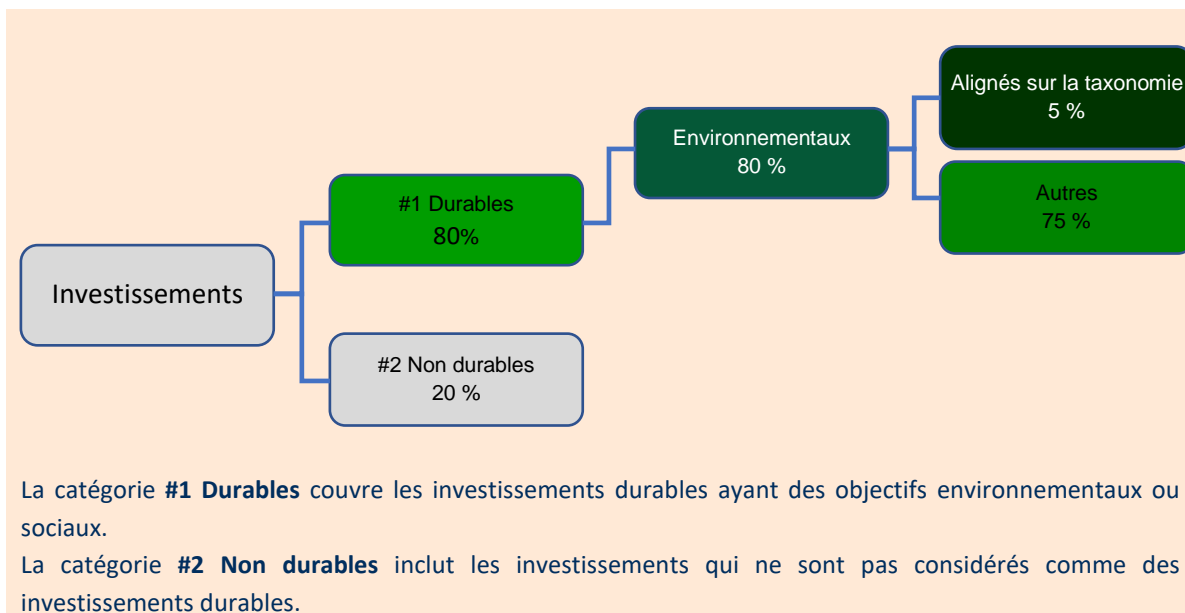 Alignés sur la taxonomie
5 %
Environnementaux
80 %
#1 Durables
80%
Autres
75 %
Investissements
#2 Non durables
20 %
La catégorie #1 Durables couvre les investissements durables ayant des objectifs environnementaux ou
sociaux.
La catégorie #2 Non durables inclut les investissements qui ne sont pas considérés comme des
investissements durables.